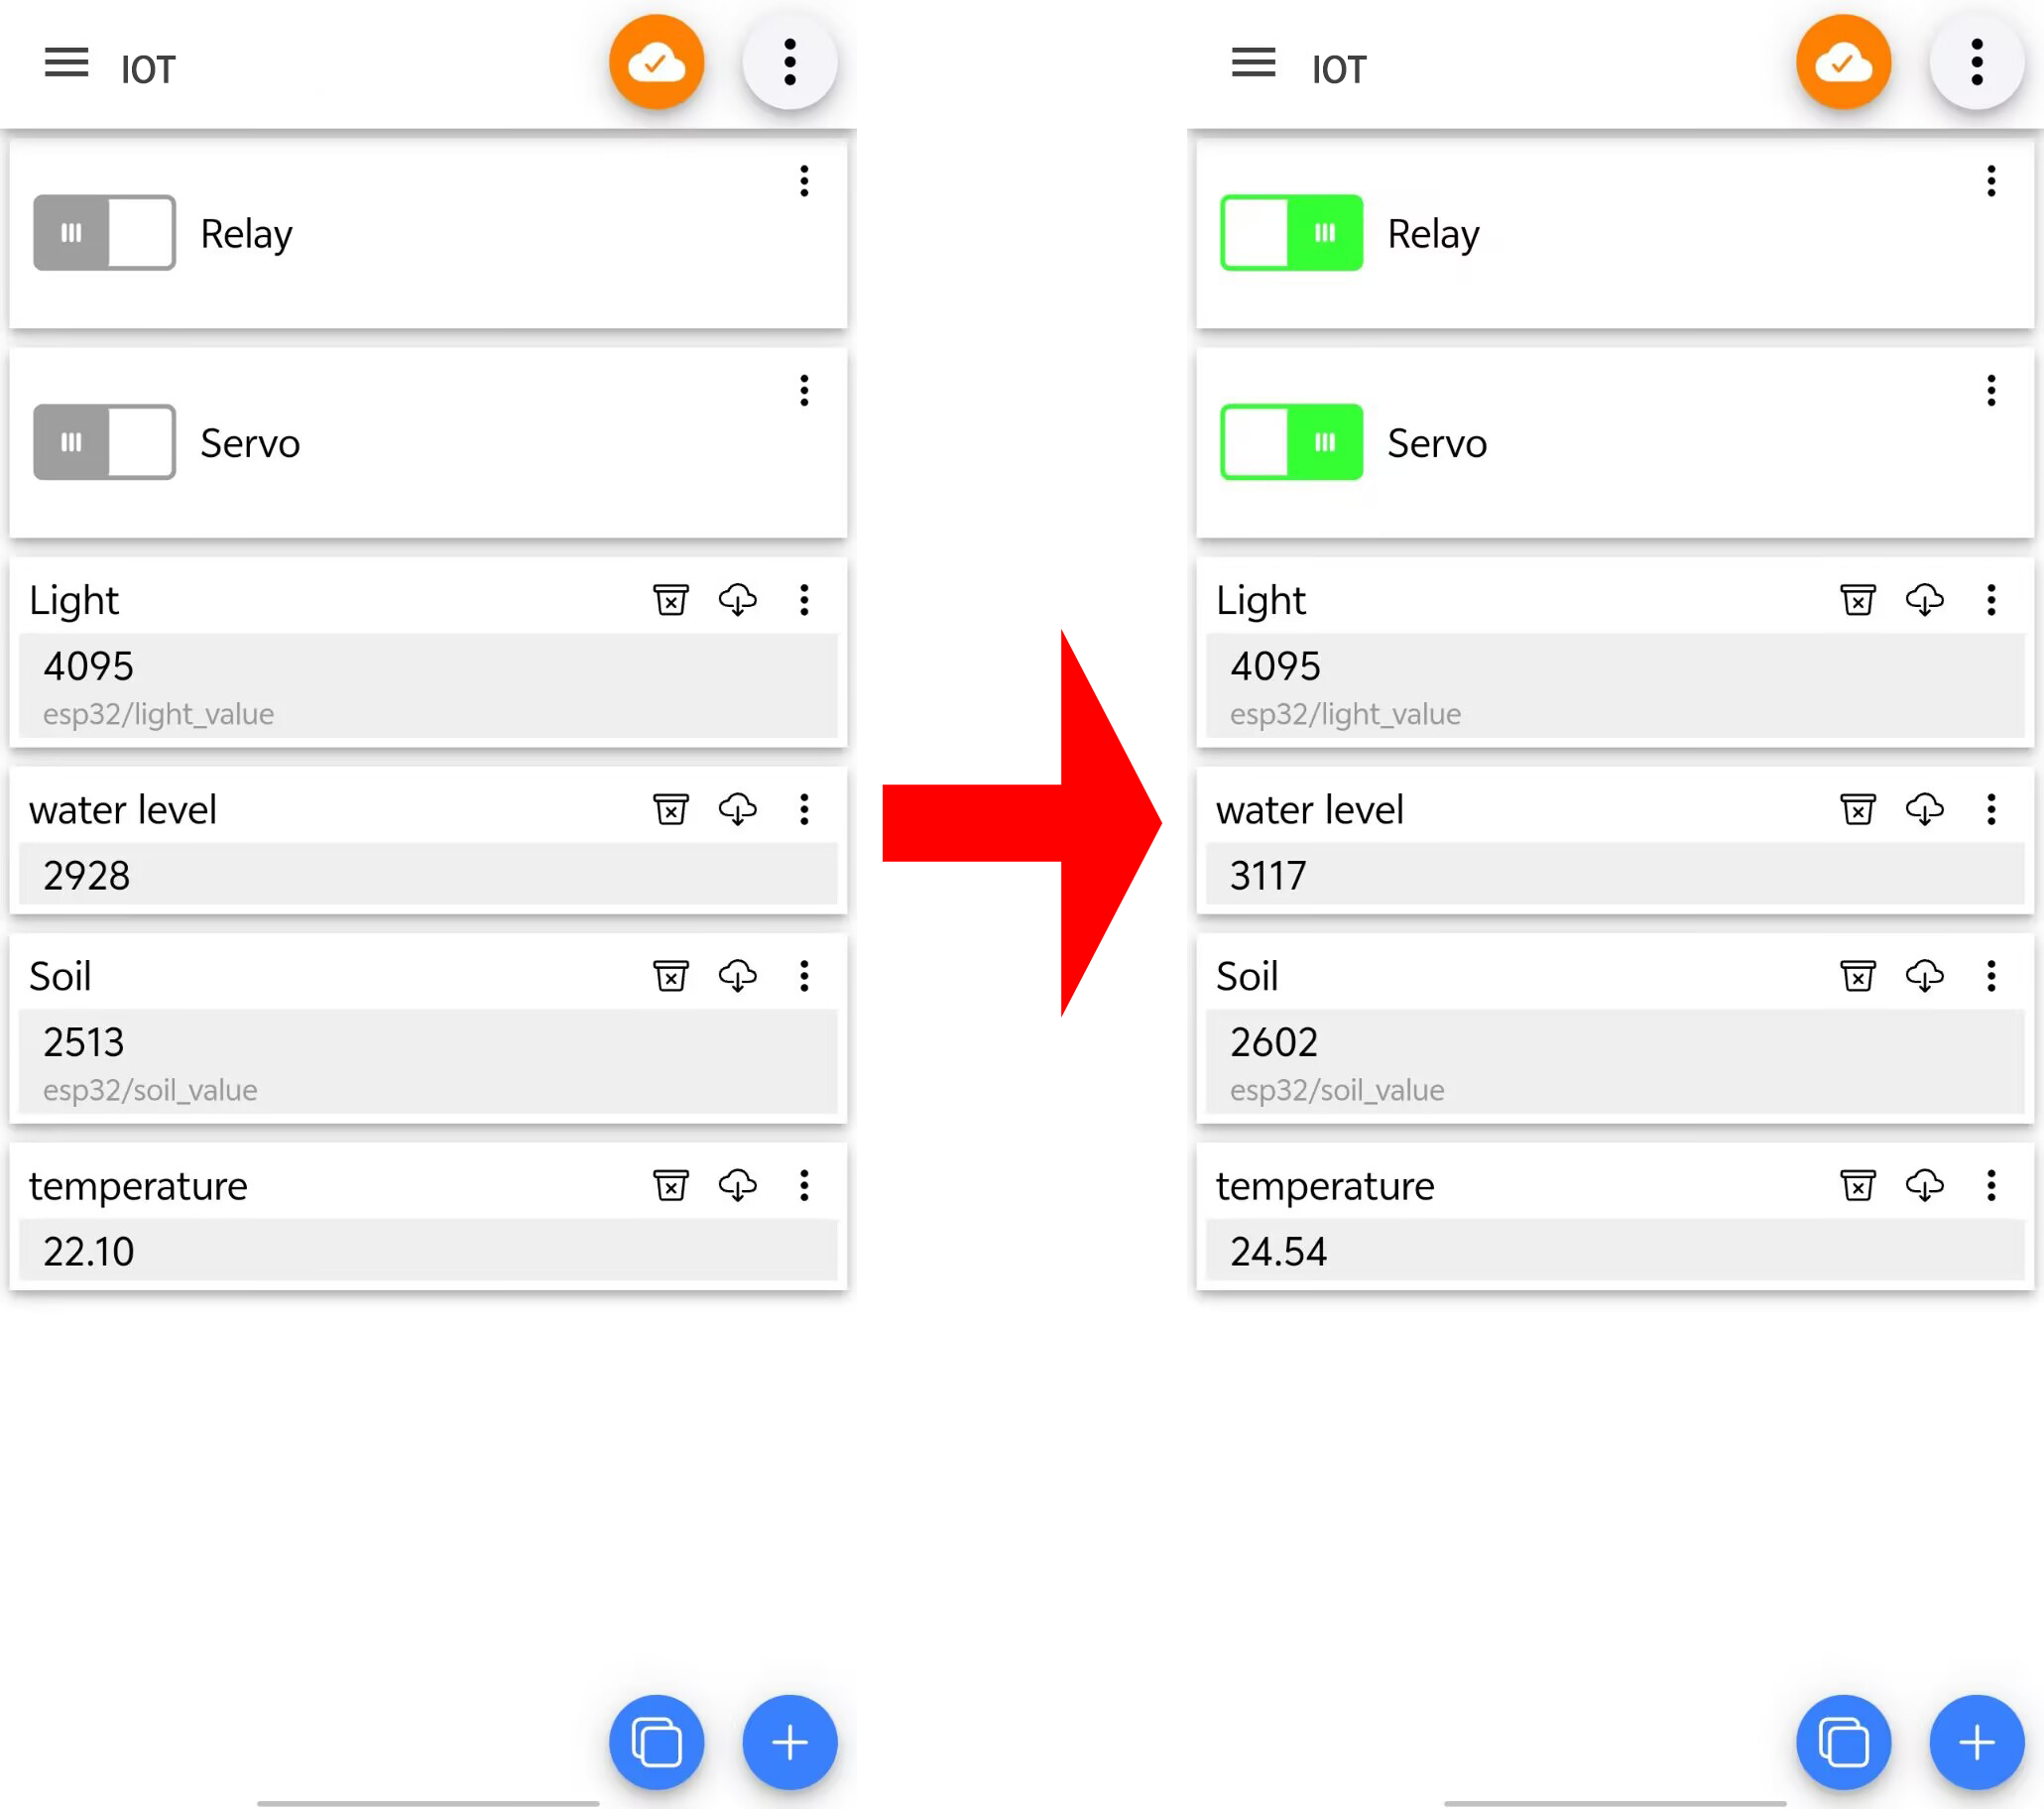 IOT
Relay
Servo
Light
4095
esp32/light_value
water level
2928
Soil
2513
esp32/soil_value
temperature
22.10
IOT
Relay
Servo
Light
4095
esp32/light_value
water level
3117
Soil
2602
esp32/soil_value
temperature
24.54